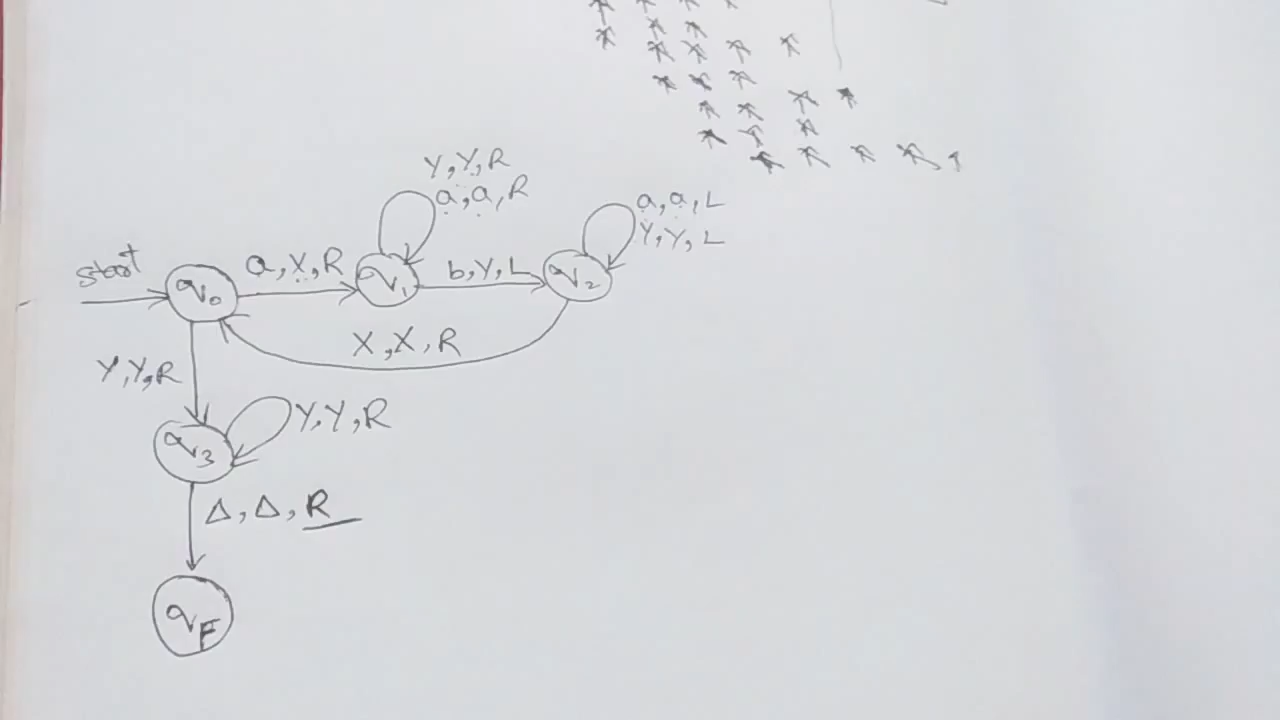 Y,Y,R
a,a,R
a,a,L
Y,Y,L
start
q0
a,X,R
q1
b,Y,L
q2
X,X,R
Y,Y,R
q3
Y,Y,R
Δ,Δ,R
qF